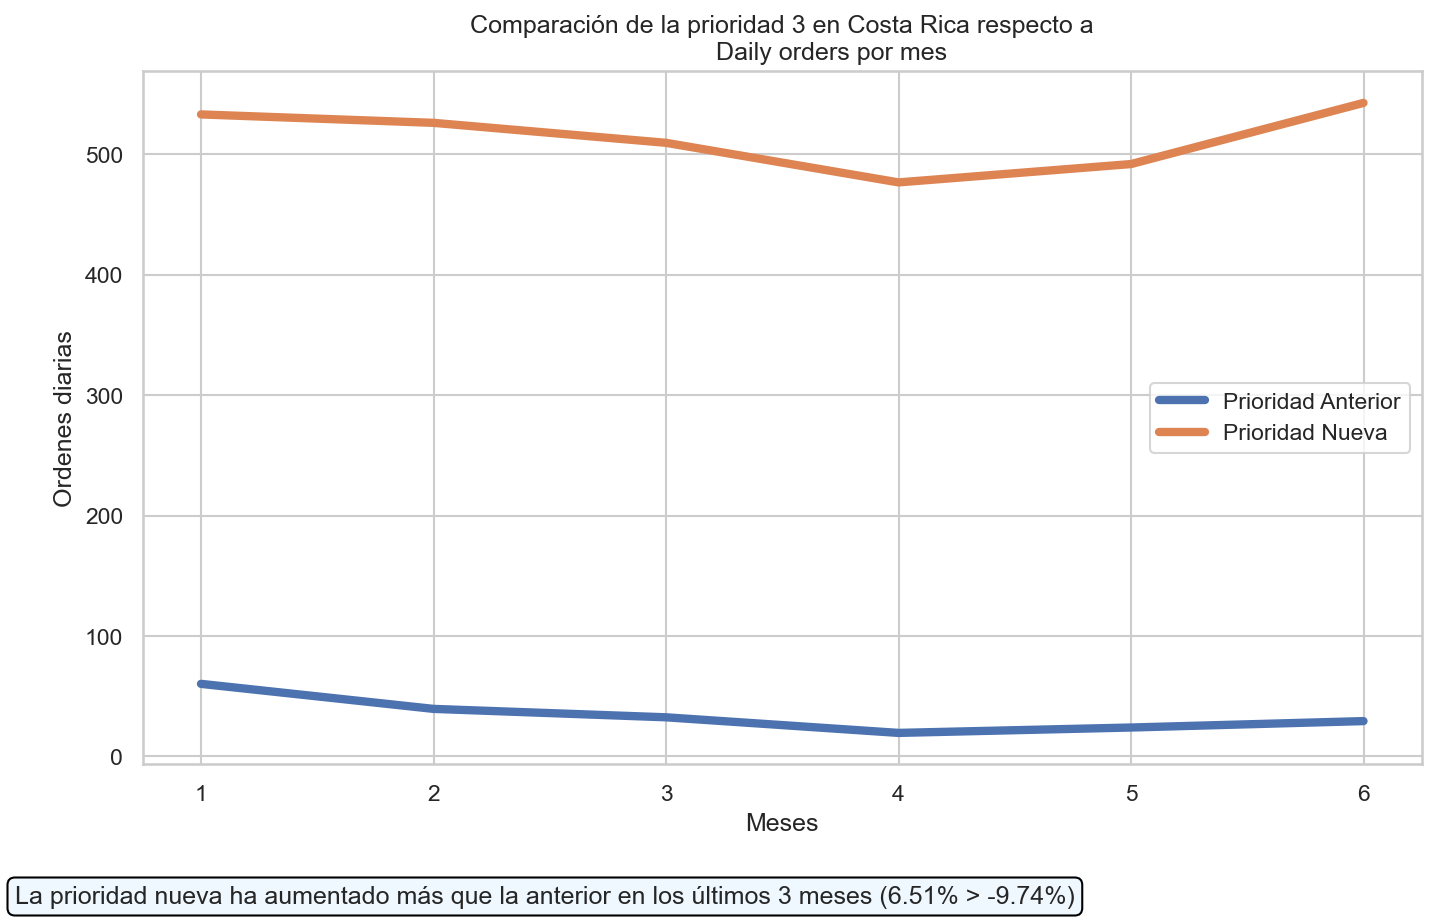 Comparación de la prioridad 3 en Costa Rica respecto a
Daily orders por mes
500
400
300
200
100
0
Ordenes diarias
Prioridad Anterior
Prioridad Nueva
1 2 3 4 5 6
Meses
La prioridad nueva ha aumentado más que la anterior en los últimos 3 meses (6.51% > -9.74%)